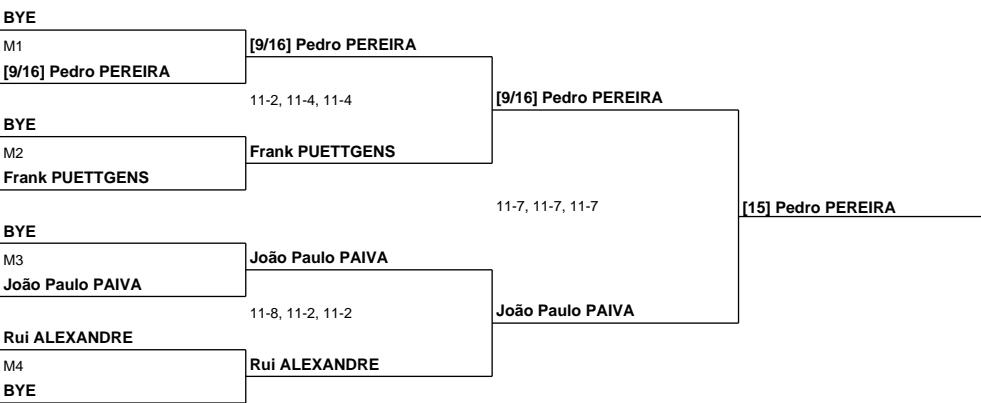 BYE
M1
[9/16] Pedro PEREIRA
[9/16] Pedro PEREIRA
11-2, 11-4, 11-4
[9/16] Pedro PEREIRA
BYE
M2
Frank PUETTGENS
Frank PUETTGENS
11-7, 11-7, 11-7
[15] Pedro PEREIRA
BYE
M3
João Paulo PAIVA
João Paulo PAIVA
11-8, 11-2, 11-2
João Paulo PAIVA
Rui ALEXANDRE
M4
Rui ALEXANDRE
BYE